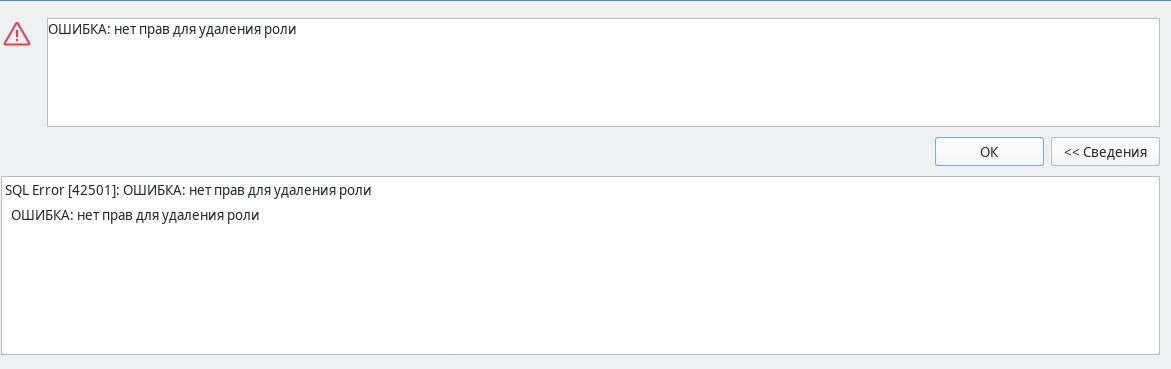 ОШИБКА: нет прав для удаления роли
ОК
<< Сведения
SQL Error [42501]: ОШИБКА: нет прав для удаления роли
ОШИБКА: нет прав для удаления роли